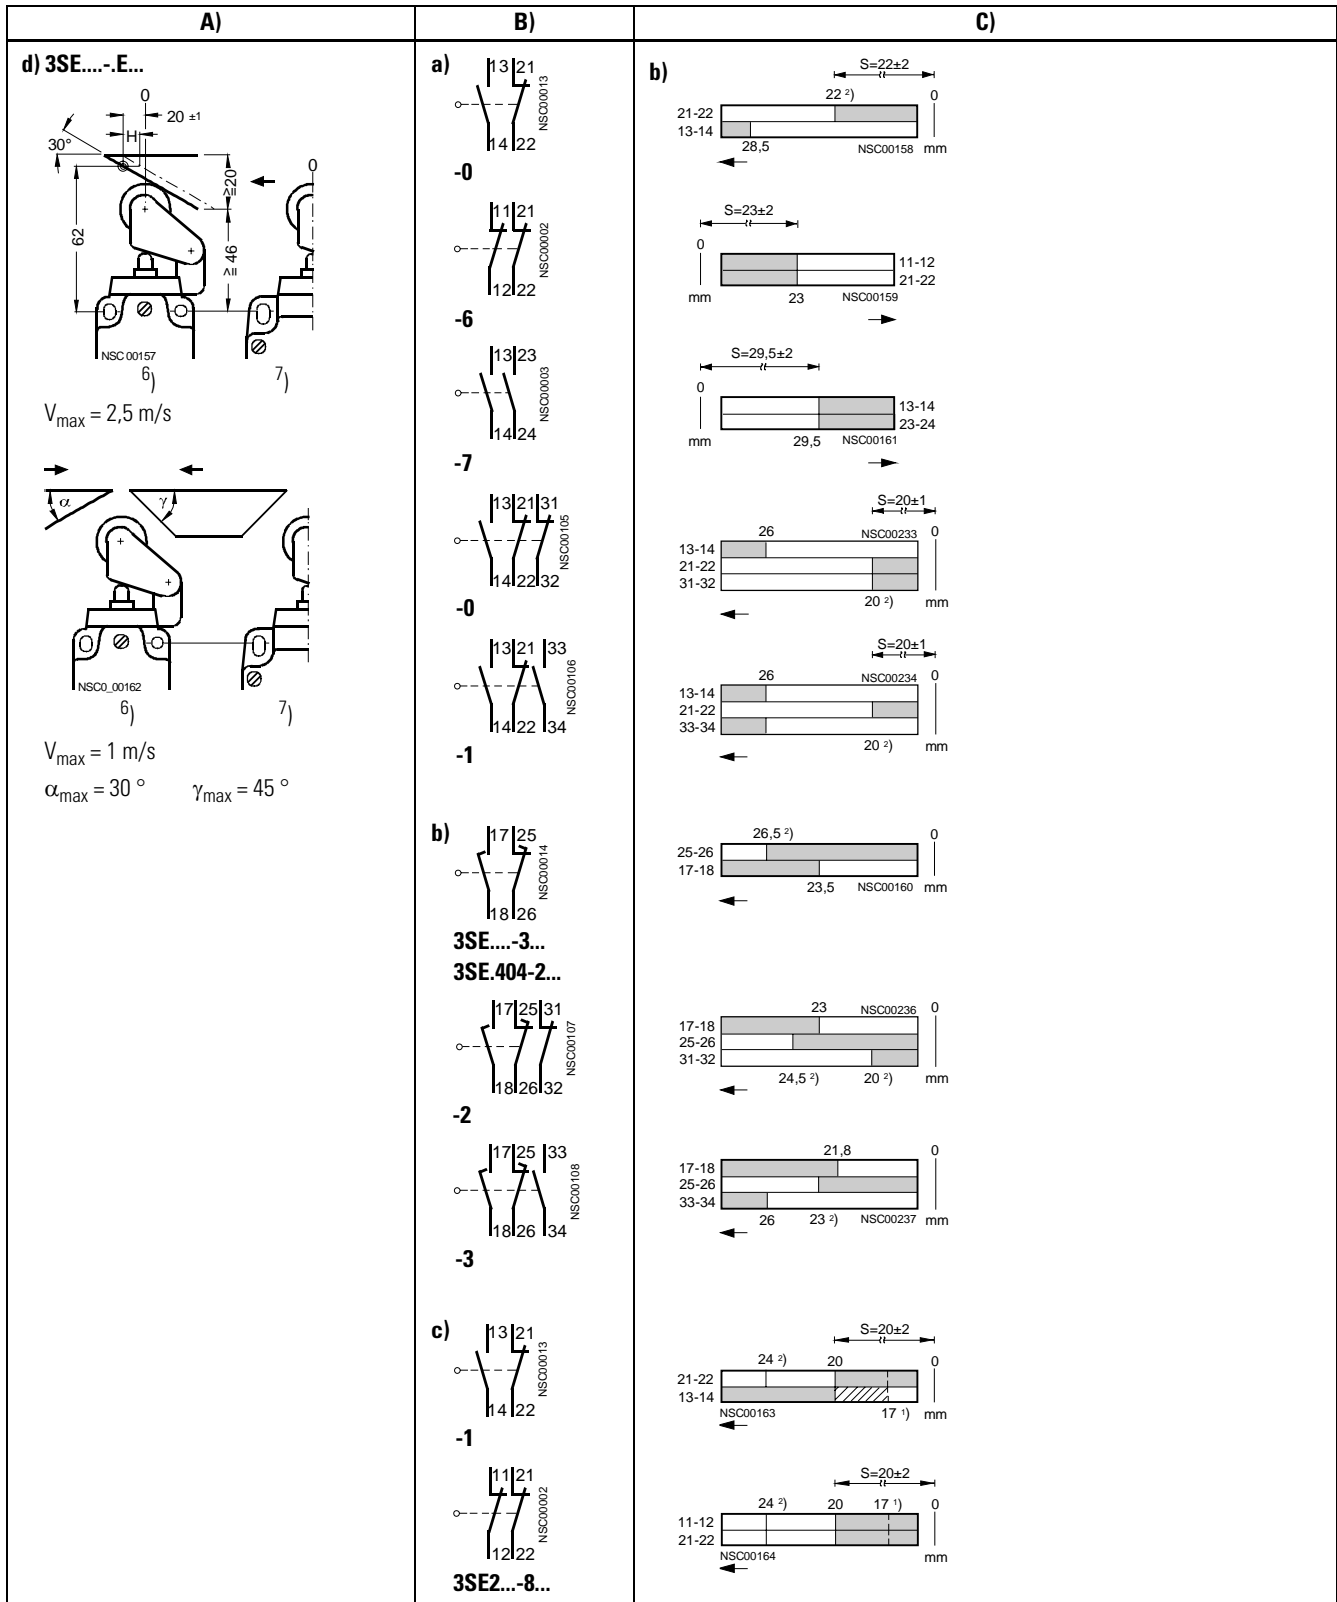 A)
B)
C)
d) 3SE....-.E...
0
20 ±1
H
30°
≥20
0
62
≥ 46
NSC 00157
6)
7)
Vmax = 2,5 m/s
α
γ
NSC0_00162
6)
7)
Vmax = 1 m/s
αmax = 30 ° γmax = 45 °
a)
13 21
NSC00013
14 22
-0
11 21
NSC00002
12 22
-6
13 23
NSC00003
14 24
-7
13 21 31
NSC00105
14 22 32
-0
13 21 33
NSC00106
14 22 34
-1
b)
17 25
NSC00014
18 26
3SE....-3...
3SE.404-2...
17 25 31
NSC00107
18 26 32
-2
17 25 33
NSC00108
18 26 34
-3
c)
13 21
NSC00013
14 22
-1
11 21
NSC00002
12 22
3SE2...-8...
b)
S=22±2
22 2) 0
21-22
13-14
28,5 NSC00158 mm
S=23±2
0
11-12
21-22
mm 23 NSC00159
S=29,5±2
0
13-14
23-24
mm 29,5 NSC00161
S=20±1
26 NSC00233 0
13-14
21-22
31-32
20 2) mm
S=20±1
26 NSC00234 0
13-14
21-22
33-34
20 2) mm
26,5 2) 0
25-26
17-18
23,5 NSC00160 mm
23 NSC00236 0
17-18
25-26
31-32
24,5 2) 20 2) mm
21,8 0
17-18
25-26
33-34
26 23 2) NSC00237 mm
S=20±2
24 2) 20 0
21-22
13-14
NSC00163 17 1) mm
S=20±2
24 2) 20 17 1) 0
11-12
21-22
NSC00164 mm